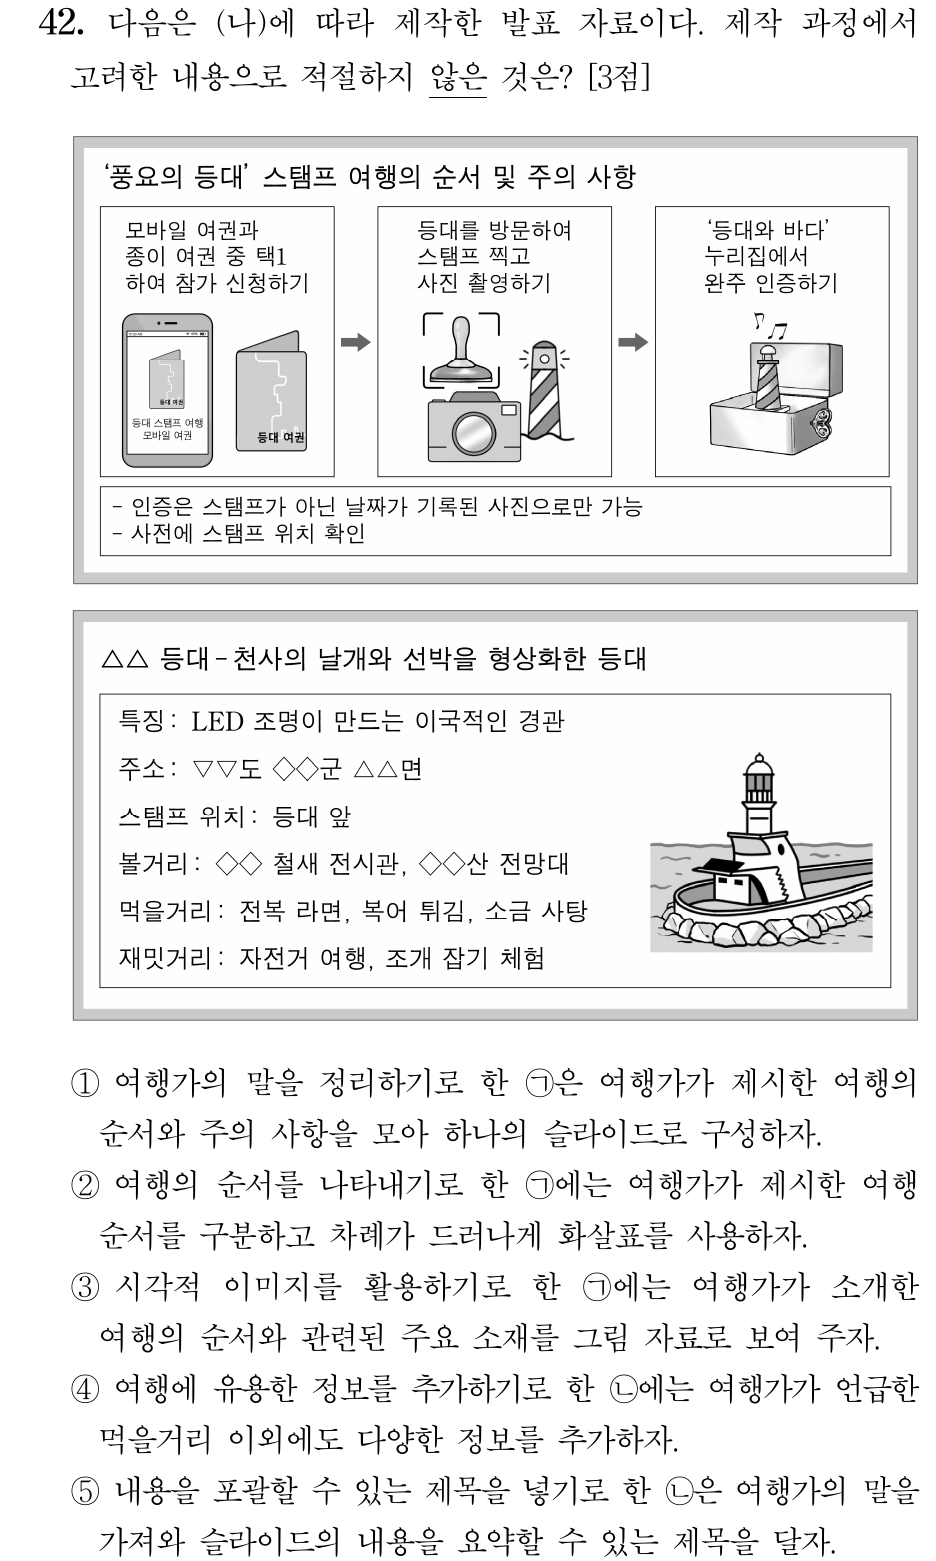 42. 다음은 (나)에 따라 제작한 발표 자료이다. 제작 과정에서
고려한 내용으로 적절하지 않은 것은? [3점]
‘풍요의 등대’ 스탬프 여행의 순서 및 주의 사항
모바일 여권과
종이 여권 중 택1
하여 참가 신청하기
등대 여권
등대 스탬프 여행
모바일 여권
등대 여권
등대를 방문하여
스탬프 찍고
사진 촬영하기
‘등대와 바다’
누리집에서
완주 인증하기
- 인증은 스탬프가 아닌 날짜가 기록된 사진으로만 가능
- 사전에 스탬프 위치 확인
△△ 등대-천사의 날개와 선박을 형상화한 등대
특징: LED 조명이 만드는 이국적인 경관
주소: ▽▽도 ◇◇군 △△면
스탬프 위치: 등대 앞
볼거리: ◇◇ 철새 전시관, ◇◇산 전망대
먹을거리: 전복 라면, 복어 튀김, 소금 사탕
재밋거리: 자전거 여행, 조개 잡기 체험
① 여행가의 말을 정리하기로 한 ㉠은 여행가가 제시한 여행의
순서와 주의 사항을 모아 하나의 슬라이드로 구성하자.
② 여행의 순서를 나타내기로 한 ㉠에는 여행가가 제시한 여행
순서를 구분하고 차례가 드러나게 화살표를 사용하자.
③ 시각적 이미지를 활용하기로 한 ㉠에는 여행가가 소개한
여행의 순서와 관련된 주요 소재를 그림 자료로 보여 주자.
④ 여행에 유용한 정보를 추가하기로 한 ㉡에는 여행가가 언급한
먹을거리 이외에도 다양한 정보를 추가하자.
⑤ 내용을 포괄할 수 있는 제목을 넣기로 한 ㉡은 여행가의 말을
가져와 슬라이드의 내용을 요약할 수 있는 제목을 달자.